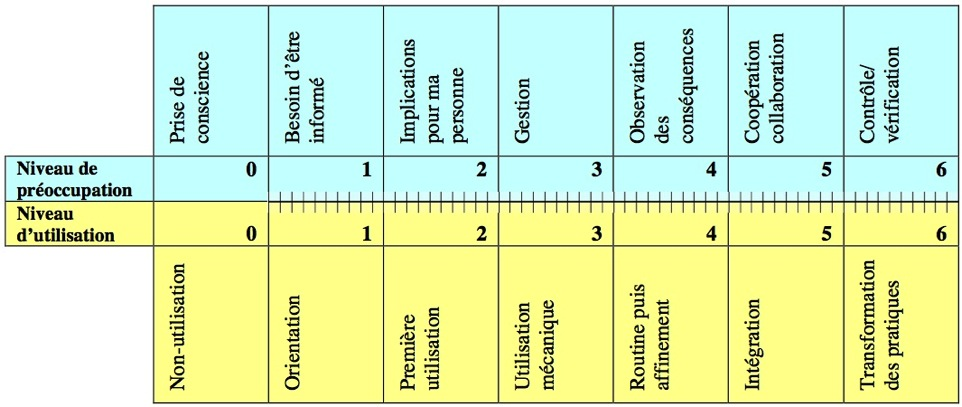 Prise de
conscience
Besoin d’être
informé
Implications
pour ma
personne
Gestion
Observation
des
conséquences
Coopération
collaboration
Contrôle/
vérification
Niveau de
préoccupation
0 1 2 3 4 5 6
Niveau
d’utilisation
0 1 2 3 4 5 6
Non-utilisation
Orientation
Première
utilisation
Utilisation
mécanique
Routine puis
affinement
Intégration
Transformation
des pratiques